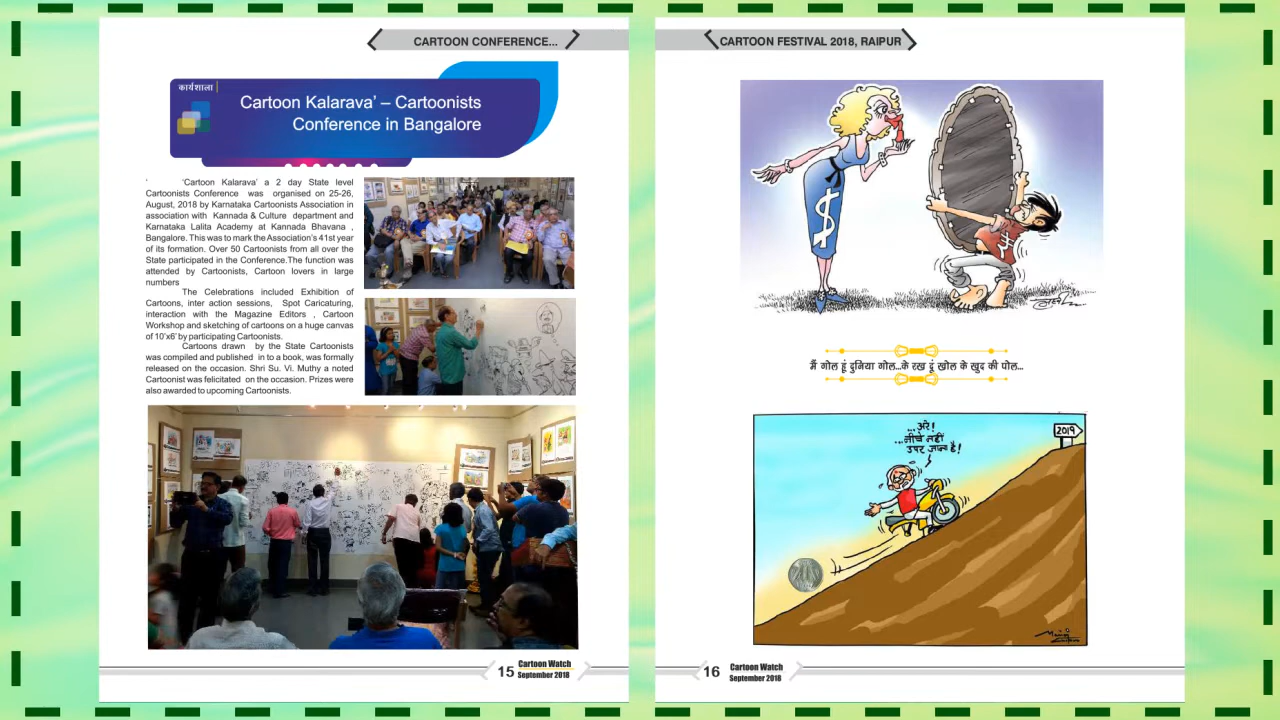 CARTOON CONFERENCE...
कार्यशाला
Cartoon Kalarava’ – Cartoonists
Conference in Bangalore
' 'Cartoon Kalarava' a 2 day State level
Cartoonists Conference was organised on 25-26,
August, 2018 by Karnataka Cartoonists Association in
association with Kannada & Culture department and
Karnataka Lalita Academy at Kannada Bhavana ,
Bangalore. This was to mark the Association's 41st year
of its formation. Over 50 Cartoonists from all over the
State participated in the Conference.The function was
attended by Cartoonists, Cartoon lovers in large
numbers
The Celebrations included Exhibition of
Cartoons, inter action sessions, Spot Caricaturing,
interaction with the Magazine Editors , Cartoon
Workshop and sketching of cartoons on a huge canvas
of 10'x6' by participating Cartoonists.
Cartoons drawn by the State Cartoonists
was compiled and published in to a book, was formally
released on the occasion. Shri Su. Vi. Muthy a noted
Cartoonist was felicitated on the occasion. Prizes were
also awarded to upcoming Cartoonists.
15 Cartoon Watch
September 2018
CARTOON FESTIVAL 2018, RAIPUR
$
₹
मैं गोल हूं दुनिया गोल...के रख दूं खोल के खुद की पोल...
...अरे!
...नीचे नहीं
उपर जाना है!
2019
16 Cartoon Watch
September 2018